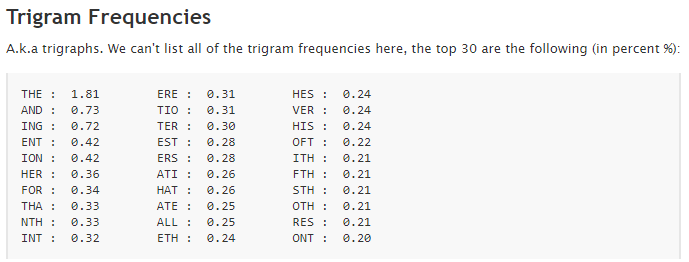 Trigram Frequencies
A.k.a trigraphs. We can't list all of the trigram frequencies here, the top 30 are the following (in percent %):
THE :  1.81        ERE :  0.31        HES :  0.24
AND :  0.73        TIO :  0.31        VER :  0.24
ING :  0.72        TER :  0.30        HIS :  0.24
ENT :  0.42        EST :  0.28        OFT :  0.22
ION :  0.42        ERS :  0.28        ITH :  0.21
HER :  0.36        ATI :  0.26        FTH :  0.21
FOR :  0.34        HAT :  0.26        STH :  0.21
THA :  0.33        ATE :  0.25        OTH :  0.21
NTH :  0.33        ALL :  0.25        RES :  0.21
INT :  0.32        ETH :  0.24        ONT :  0.20